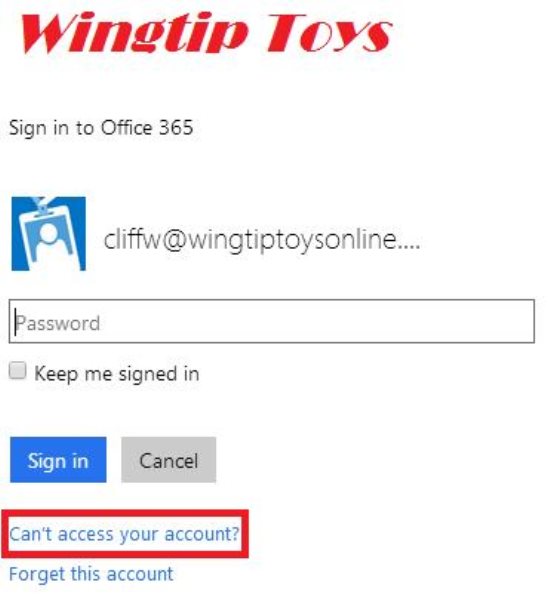 Wingtip Toys
Sign in to Office 365
cliffw@wingtiptoysonline....
Password
Keep me signed in
Sign in Cancel
Can't access your account?
Forget this account